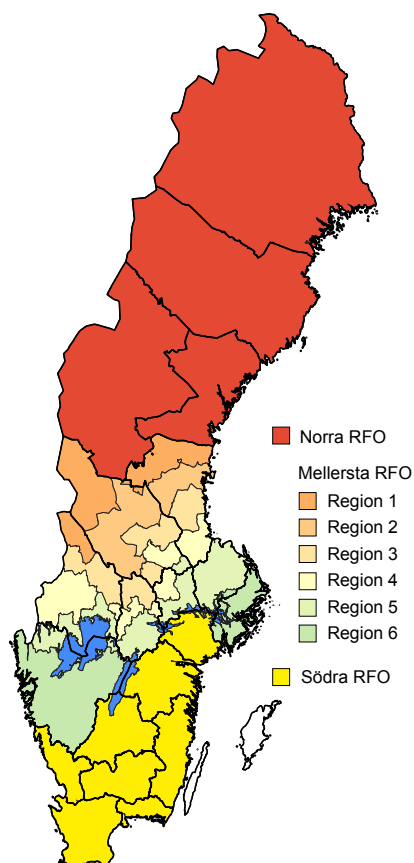 Norra RFO
Mellersta RFO
Region 1
Region 2
Region 3
Region 4
Region 5
Region 6
Södra RFO